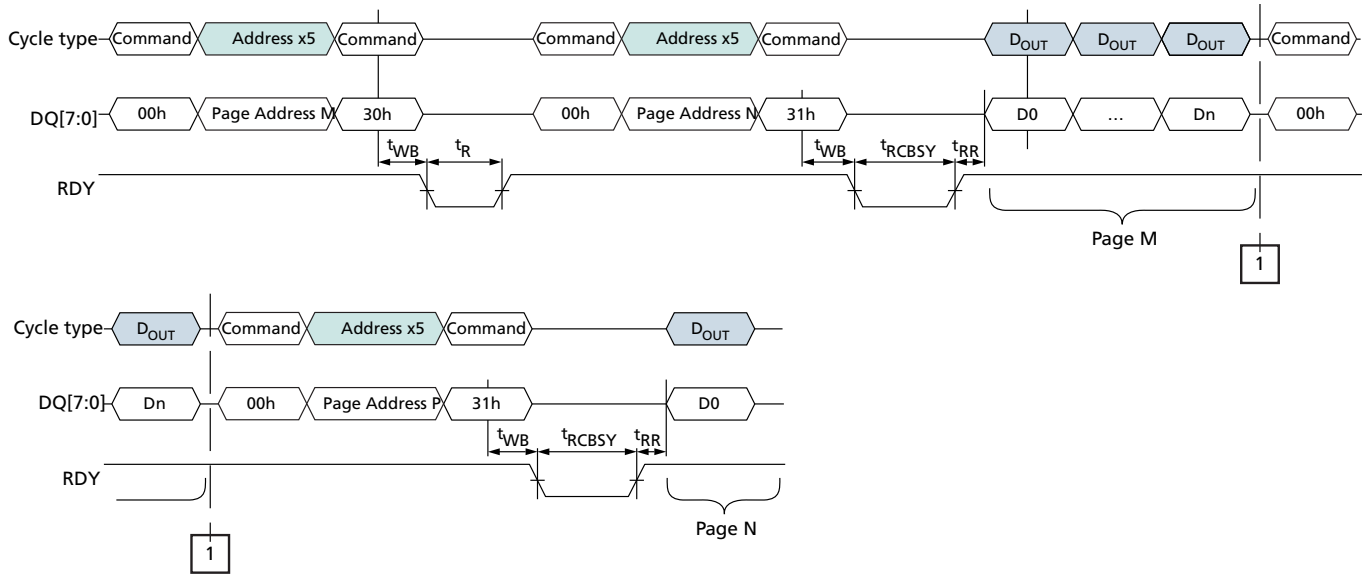 Cycle type Command Address x5 Command Command Address x5 Command DOUT DOUT DOUT Command
DQ[7:0] 00h Page Address M 30h 00h Page Address N 31h D0 … Dn 00h
tWB tR tWB tRCBSY tRR
RDY
Page M
1
Cycle type DOUT Command Address x5 Command DOUT
DQ[7:0] Dn 00h Page Address P 31h D0
tWB tRCBSY tRR
RDY
Page N
1